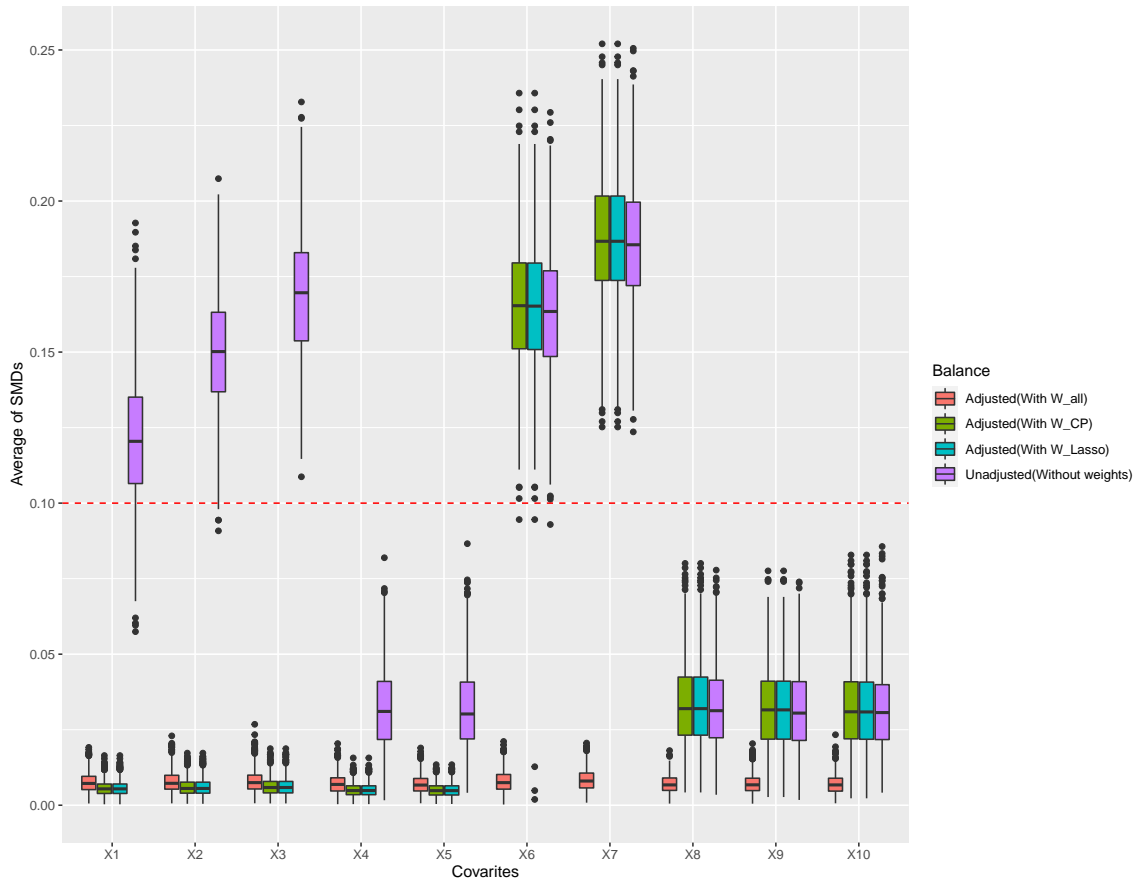 0.25
0.20
0.15
0.10
0.05
0.00
Average of SMDs
X1 X2 X3 X4 X5 X6 X7 X8 X9 X10
Covarites
Balance
Adjusted(With W_all)
Adjusted(With W_CP)
Adjusted(With W_Lasso)
Unadjusted(Without weights)